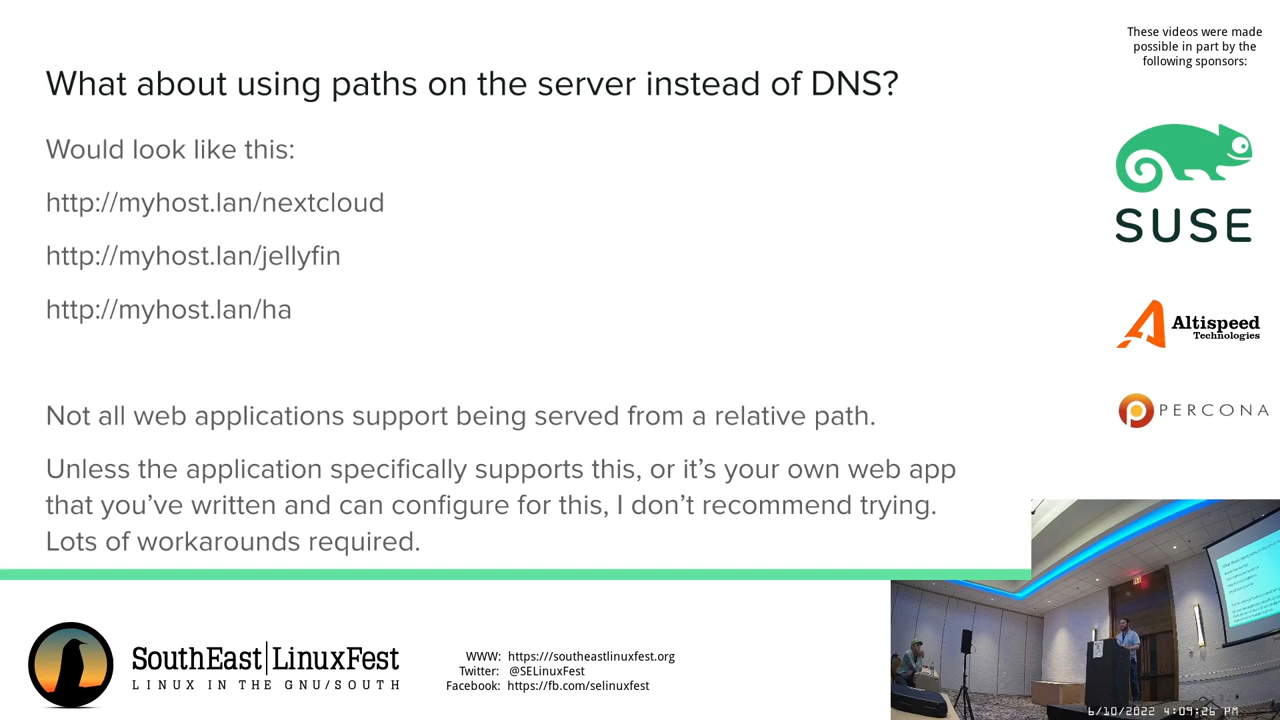 These videos were made
possible in part by the
following sponsors:
What about using paths on the server instead of DNS?
Would look like this:
http://myhost.lan/nextcloud
http://myhost.lan/jellyfin
http://myhost.lan/ha
Not all web applications support being served from a relative path.
Unless the application specifically supports this, or it's your own web app
that you've written and can configure for this, I don't recommend trying.
Lots of workarounds required.
SUSE
Altispeed
Technologies
PERCONA
SouthEast|LinuxFest
LINUX IN THE GNU/SOUTH
WWW: https:///southeastlinuxfest.org
Twitter: @SELinuxFest
Facebook: https://fb.com/selinuxfest
6/10/2022 4:09:26 PM